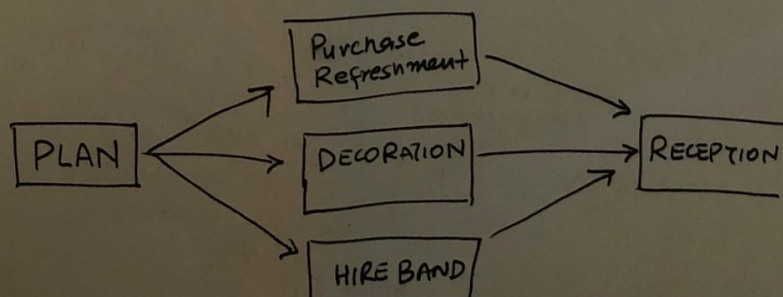 Purchase
Refreshment
PLAN
DECORATION
RECEPTION
HIRE BAND